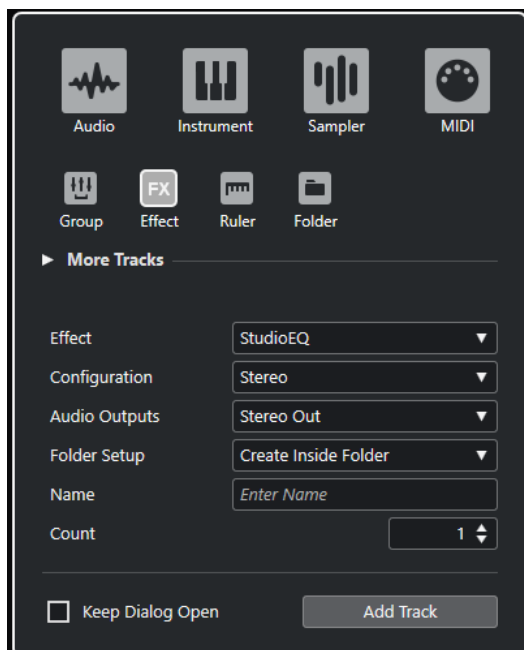 Audio Instrument Sampler MIDI
FX
Group Effect Ruler Folder
More Tracks
Effect StudioEQ
Configuration Stereo
Audio Outputs Stereo Out
Folder Setup Create Inside Folder
Name Enter Name
Count 1
Keep Dialog Open Add Track